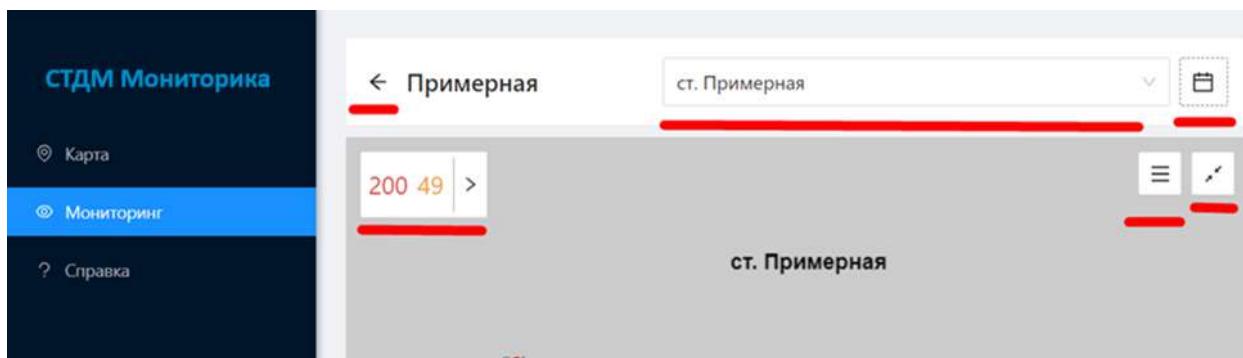 СТДМ Мониторика
Примерная
ст. Примерная
Карта
200 49 >
Мониторинг
? Справка
ст. Примерная